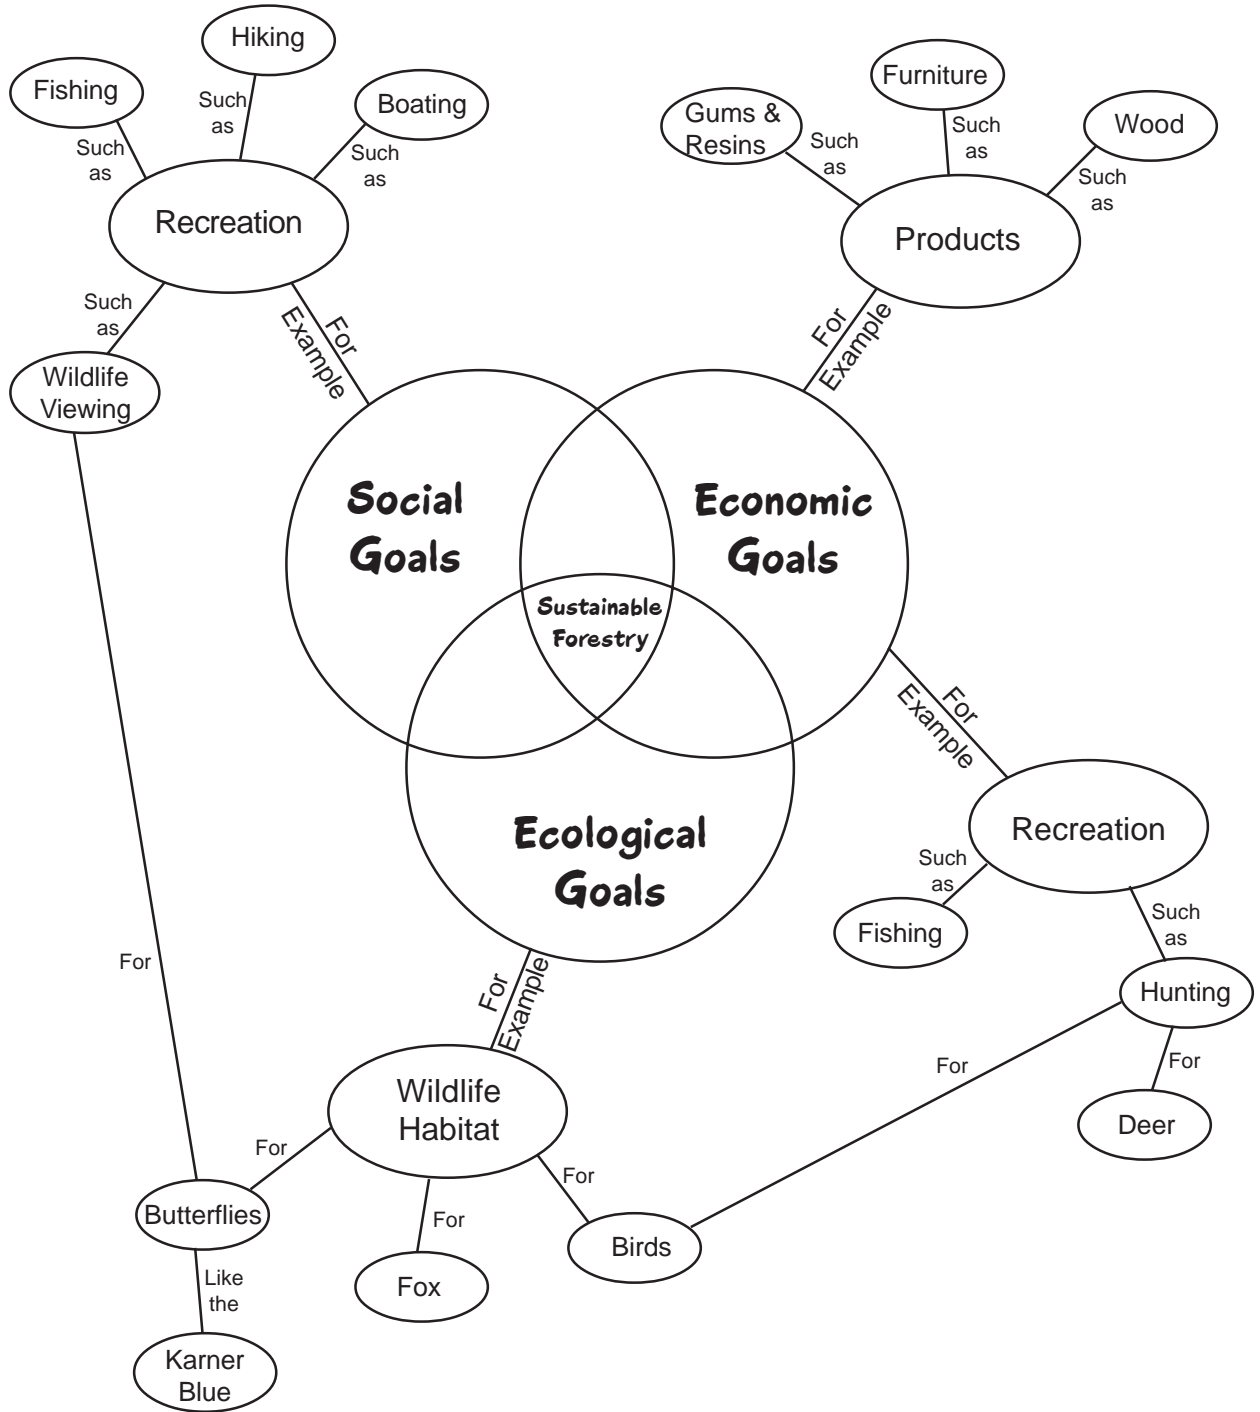 Hiking
Fishing
Boating
Such
as
Such
as
Such
as
Recreation
Such
as
Wildlife
Viewing
For
Example
Furniture
Gums &
Resins
Wood
Such
as
Such
as
Such
as
Products
For
Example
Social
Goals
Economic
Goals
Sustainable
Forestry
Ecological
Goals
For
Example
Recreation
Such
as
Fishing
Such
as
Hunting
For
Deer
For
For
For
Example
Wildlife
Habitat
For
For
For
Butterflies
Fox
Birds
Like
the
Karner
Blue